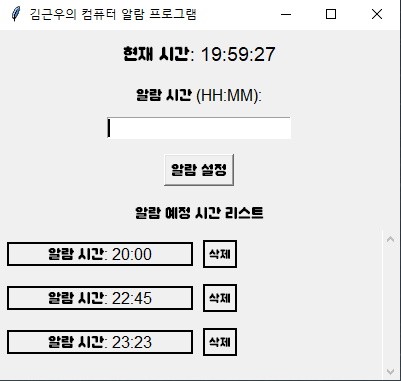 김근우의 컴퓨터 알람 프로그램
현재 시간: 19:59:27
알람 시간 (HH:MM):
알람 설정
알람 예정 시간 리스트
알람 시간: 20:00 삭제
알람 시간: 22:45 삭제
알람 시간: 23:23 삭제